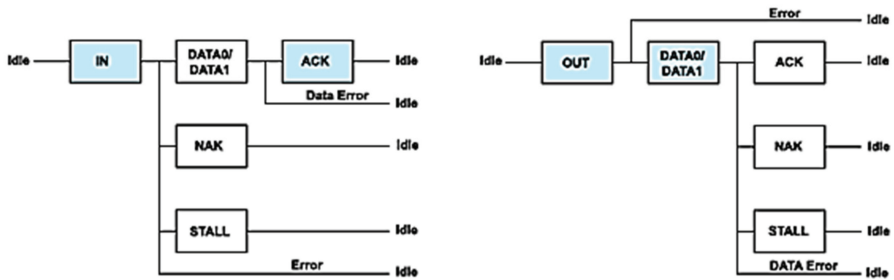 Idle
IN
DATA0/
DATA1
ACK
Idle
Data Error
Idle
NAK
Idle
STALL
Idle
Error
Idle
Error
Idle
Idle
OUT
DATA0/
DATA1
ACK
Idle
NAK
Idle
STALL
Idle
DATA Error
Idle